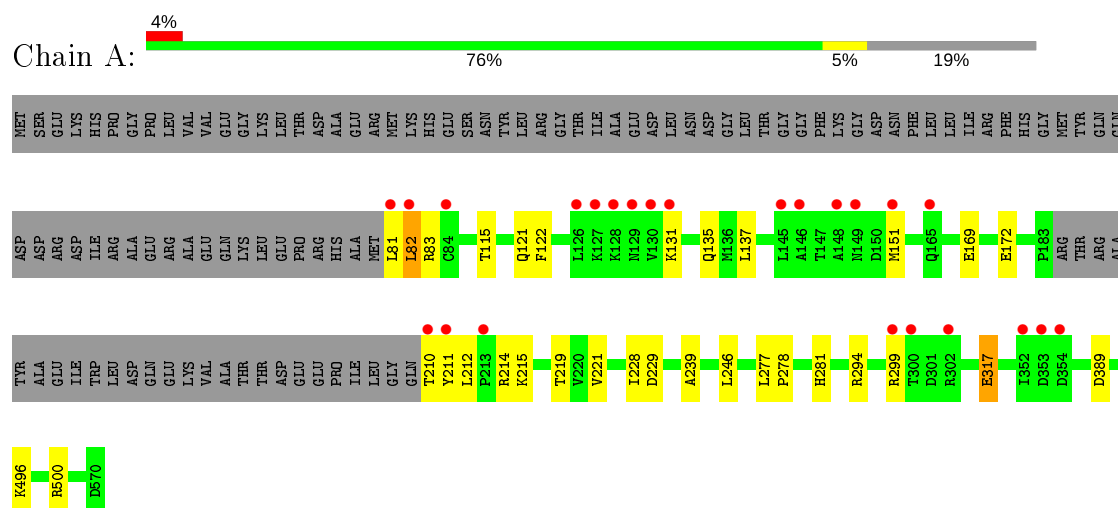 4%
Chain A:
76% 5% 19%
MET SER GLU LYS HIS PRO GLY PRO LEU VAL VAL GLU GLY LYS LEU THR ASP ALA GLU ARG MET LYS HIS GLU SER ASN TYR LEU ARG GLY THR ILE ALA GLU ASP LEU ASN ASP GLY LEU THR GLY GLY PHE LYS GLY ASP ASN PHE LEU LEU ILE ARG PHE HIS GLY MET TYR GLN GLN
ASP ASP ARG ASP ILE ARG ALA GLU ARG ALA GLU GLN LYS LEU GLU PRO ARG HIS ALA MET L81 L82 R83 C84 T115 Q121 F122 L126 K127 K128 N129 V130 K131 Q135 M136 L137 L145 A146 T147 A148 N149 D150 M151 Q165 E169 E172 P183 ARG THR ARG ALA
TYR ALA GLU ILE TRP LEU ASP GLN GLU LYS VAL ALA THR THR ASP GLU GLU PRO ILE LEU GLY GLN T210 Y211 L212 P213 R214 K215 T219 V220 V221 I228 D229 A239 L246 L277 P278 H281 R294 R299 T300 D301 R302 E317 I352 D353 D354 D389
K496 R500 D570